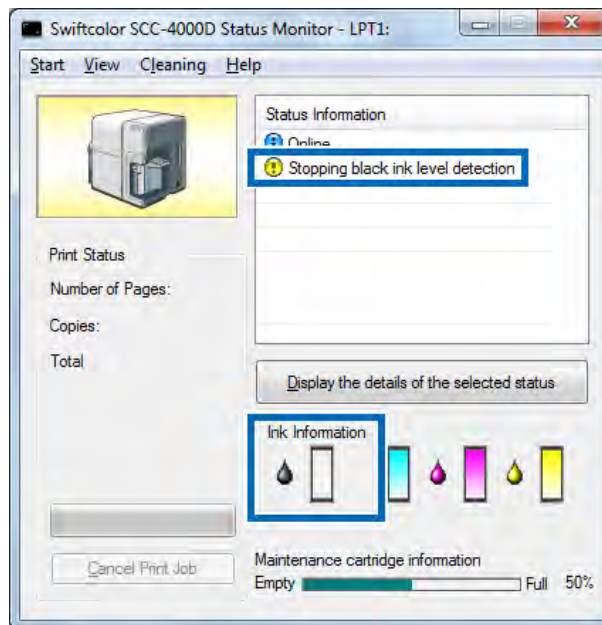 Swiftcolor SCC-4000D Status Monitor - LPT1:
Start View Cleaning Help
Status Information
Online
Stopping black ink level detection
Print Status
Number of Pages:
Copies:
Total
Display the details of the selected status
Ink Information
Cancel Print Job
Maintenance cartridge information
Empty Full 50%